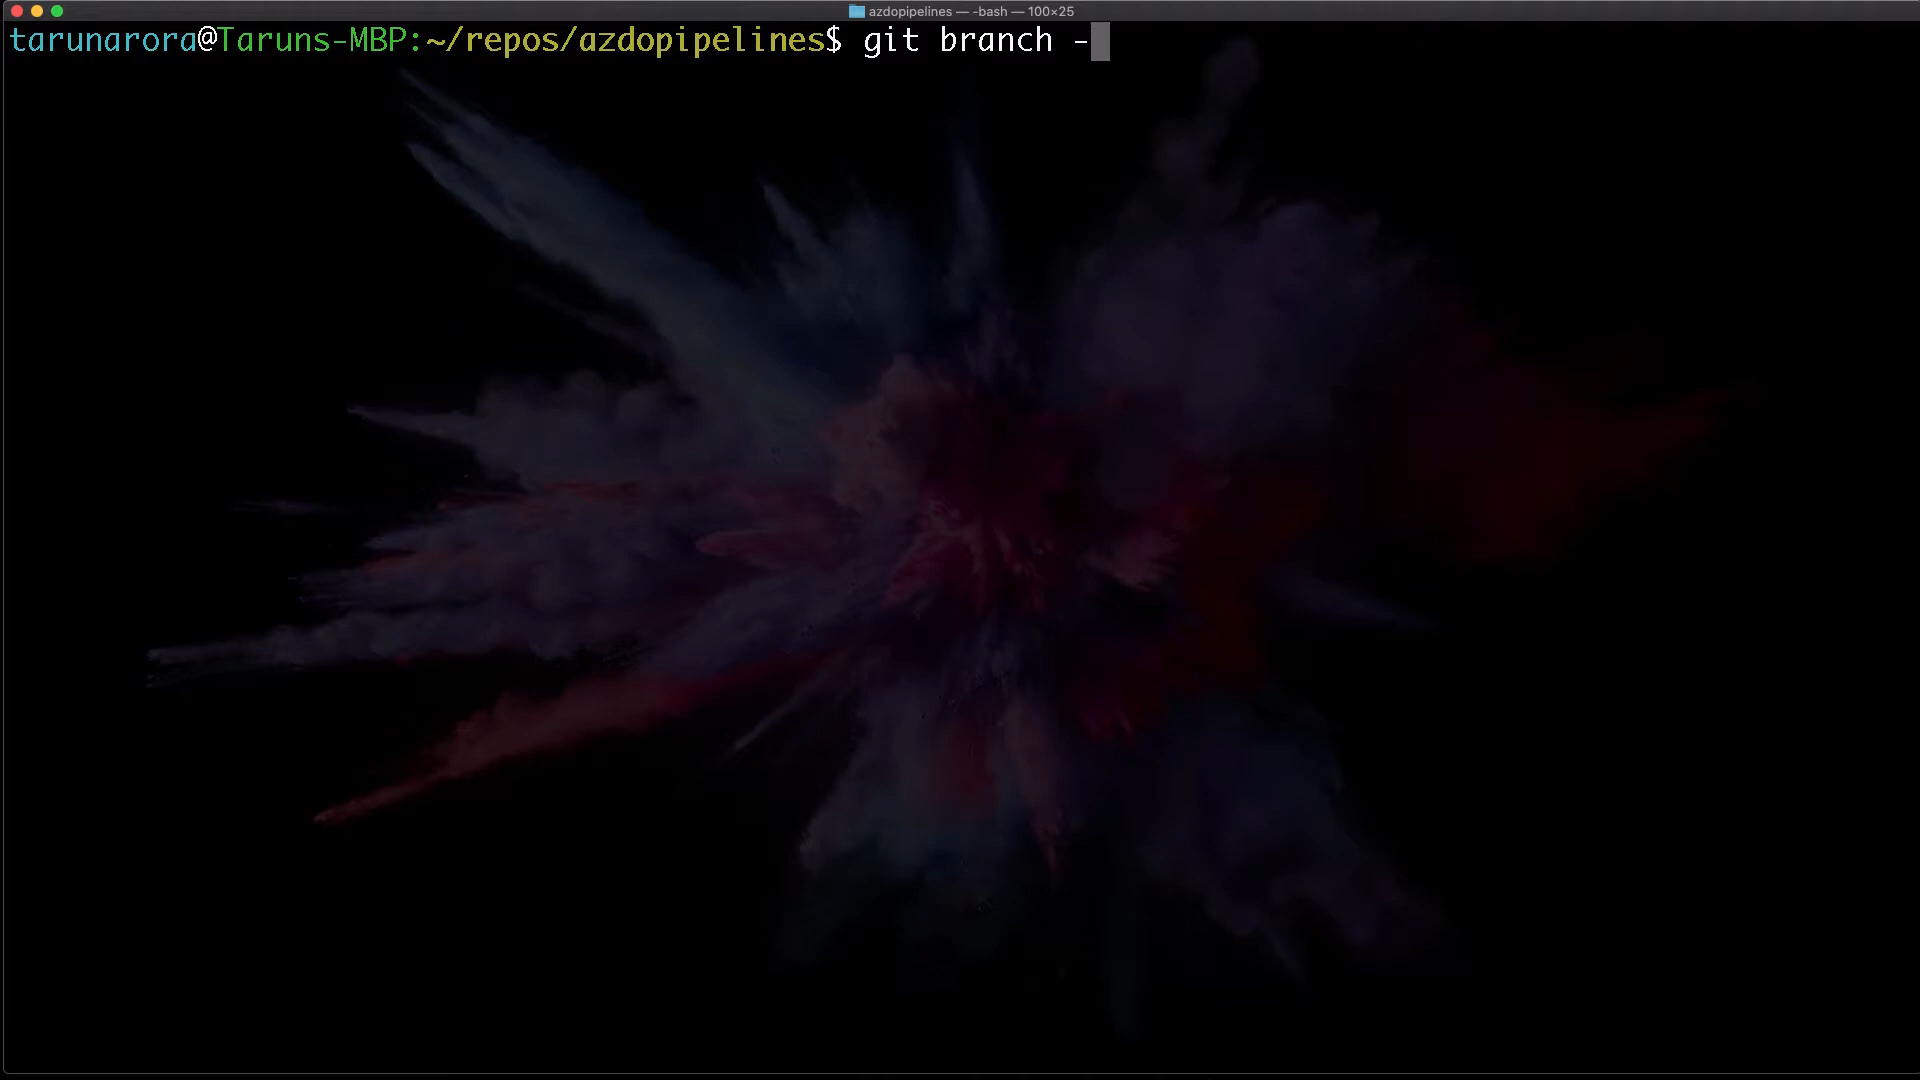 azdopipelines — -bash — 100×25
tarunarora@Taruns-MBP:~/repos/azdopipelines$ git branch -